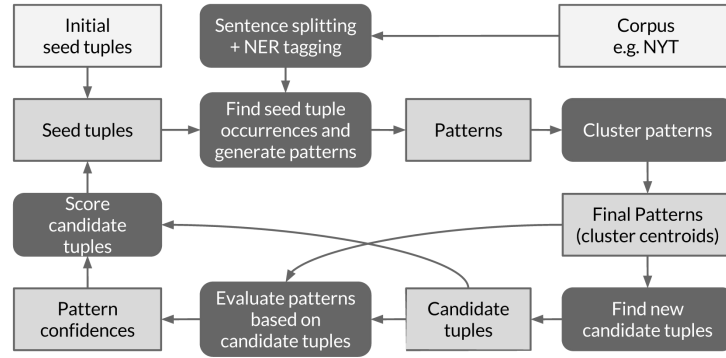 Initial
seed tuples
Sentence splitting
+ NER tagging
Corpus
e.g. NYT
Seed tuples
Find seed tuple
occurrences and
generate patterns
Patterns
Cluster patterns
Score
candidate
tuples
Final Patterns
(cluster centroids)
Pattern
confidences
Evaluate patterns
based on
candidate tuples
Candidate
tuples
Find new
candidate tuples